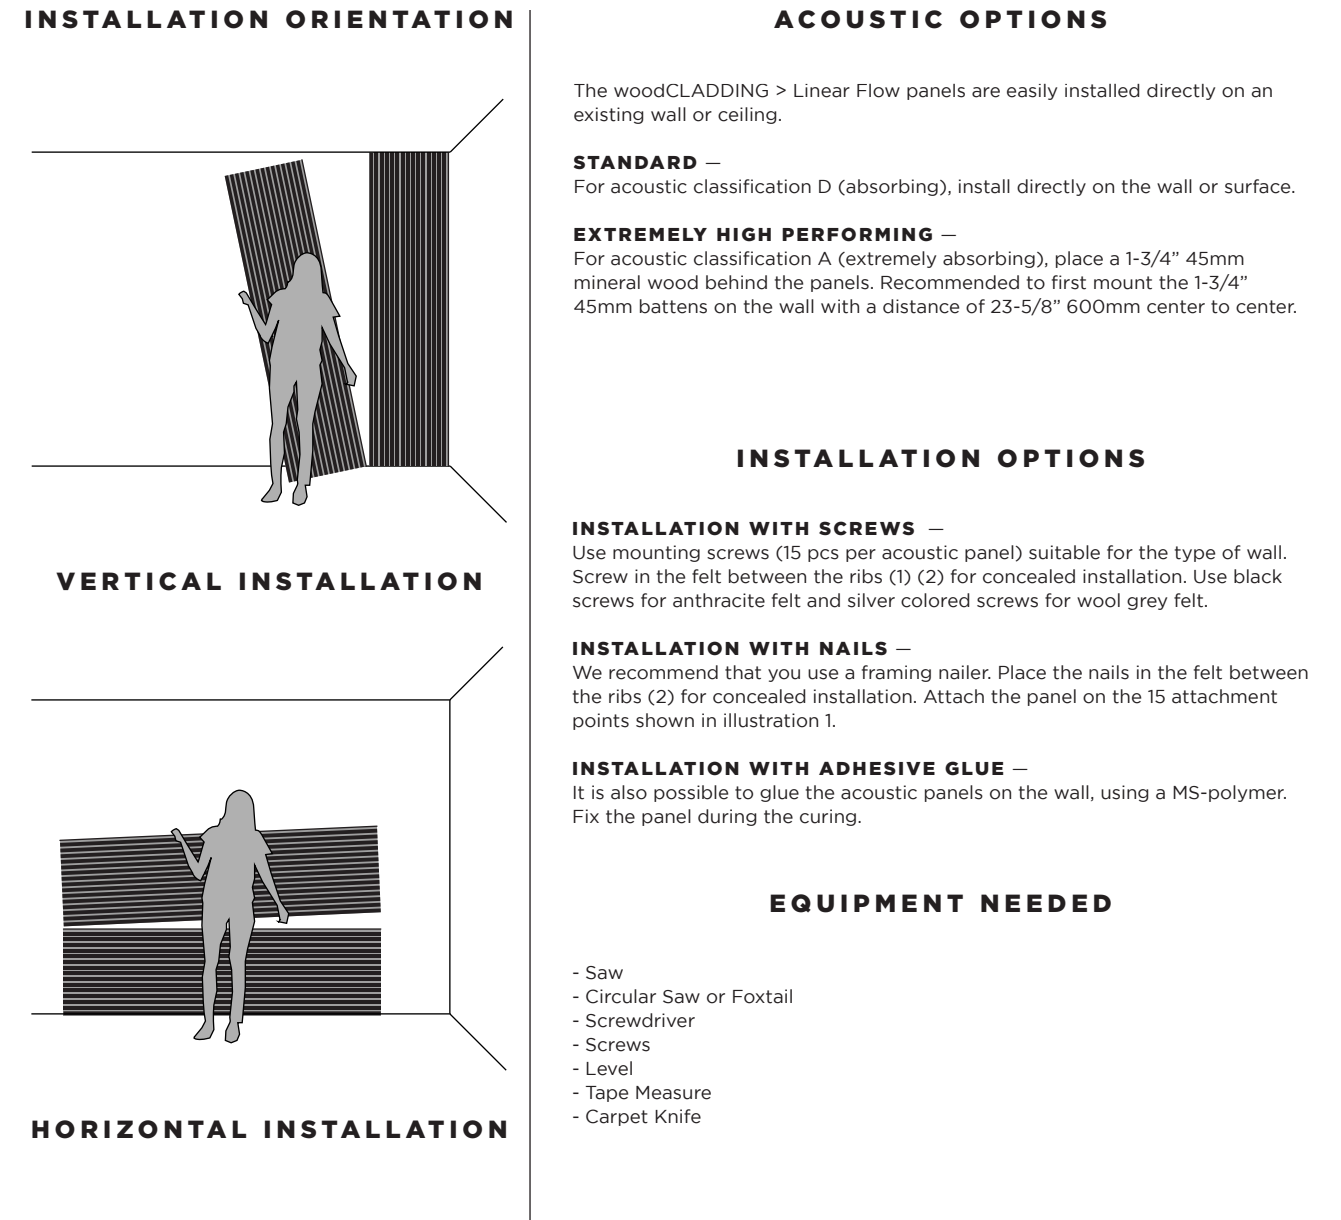 INSTALLATION ORIENTATION
VERTICAL INSTALLATION
HORIZONTAL INSTALLATION
ACOUSTIC OPTIONS
The woodCLADDING > Linear Flow panels are easily installed directly on an
existing wall or ceiling.
STANDARD —
For acoustic classification D (absorbing), install directly on the wall or surface.
EXTREMELY HIGH PERFORMING —
For acoustic classification A (extremely absorbing), place a 1-3/4” 45mm
mineral wood behind the panels. Recommended to first mount the 1-3/4”
45mm battens on the wall with a distance of 23-5/8” 600mm center to center.
INSTALLATION OPTIONS
INSTALLATION WITH SCREWS —
Use mounting screws (15 pcs per acoustic panel) suitable for the type of wall.
Screw in the felt between the ribs (1) (2) for concealed installation. Use black
screws for anthracite felt and silver colored screws for wool grey felt.
INSTALLATION WITH NAILS —
We recommend that you use a framing nailer. Place the nails in the felt between
the ribs (2) for concealed installation. Attach the panel on the 15 attachment
points shown in illustration 1.
INSTALLATION WITH ADHESIVE GLUE —
It is also possible to glue the acoustic panels on the wall, using a MS-polymer.
Fix the panel during the curing.
EQUIPMENT NEEDED
- Saw
- Circular Saw or Foxtail
- Screwdriver
- Screws
- Level
- Tape Measure
- Carpet Knife